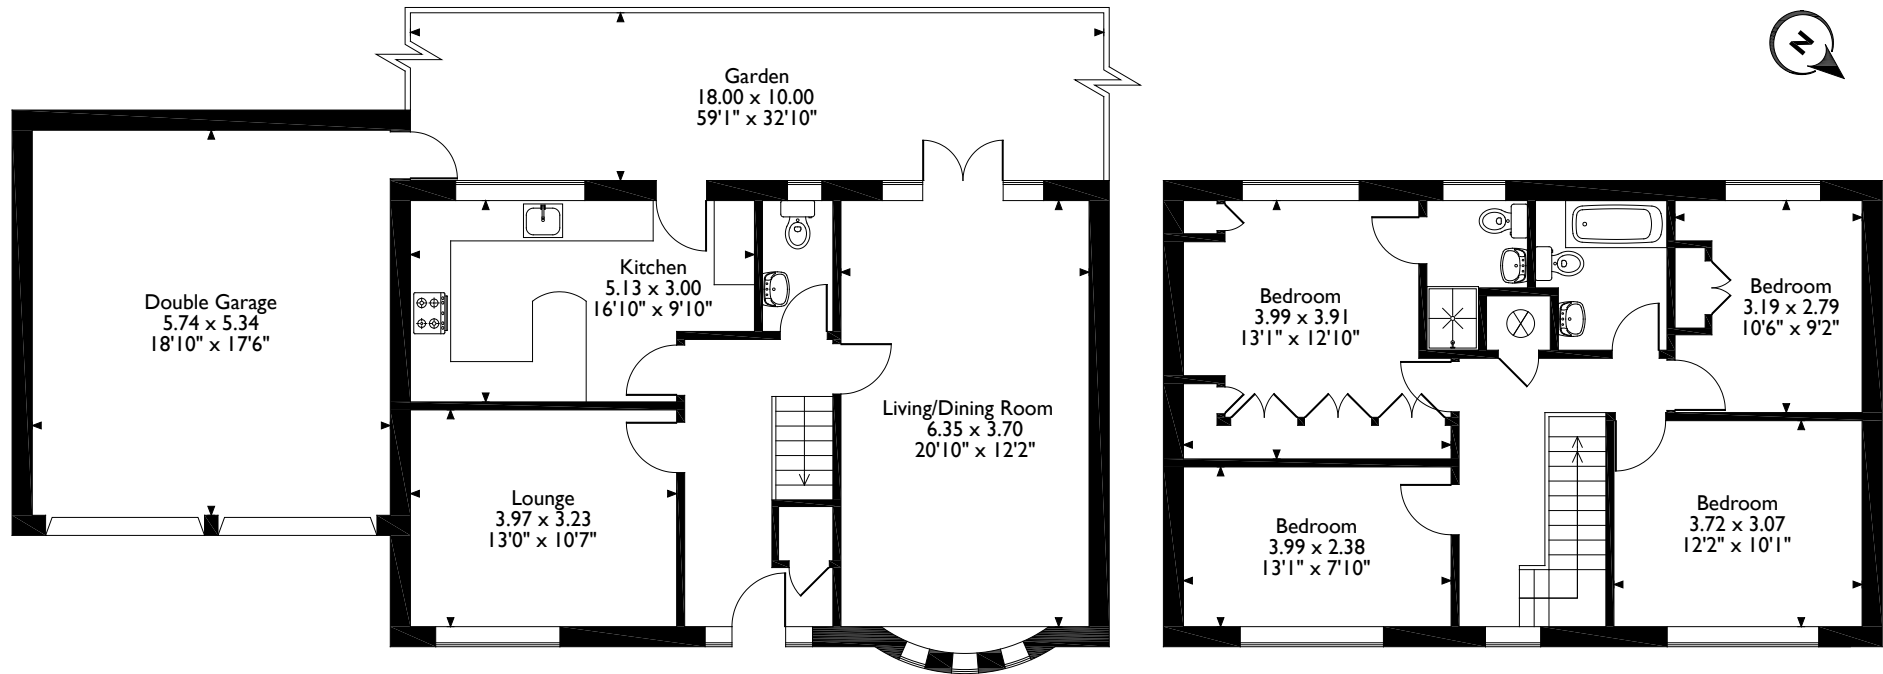 N
Garden
18.00 x 10.00
59'1" x 32'10"
Double Garage
5.74 x 5.34
18'10" x 17'6"
Kitchen
5.13 x 3.00
16'10" x 9'10"
Living/Dining Room
6.35 x 3.70
20'10" x 12'2"
Lounge
3.97 x 3.23
13'0" x 10'7"
Bedroom
3.99 x 3.91
13'1" x 12'10"
Bedroom
3.19 x 2.79
10'6" x 9'2"
Bedroom
3.99 x 2.38
13'1" x 7'10"
Bedroom
3.72 x 3.07
12'2" x 10'1"